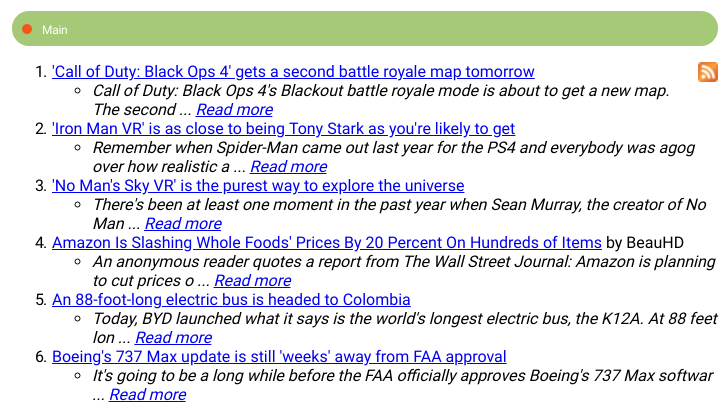 Main
1. 'Call of Duty: Black Ops 4' gets a second battle royale map tomorrow
Call of Duty: Black Ops 4's Blackout battle royale mode is about to get a new map.
The second ... Read more
2. 'Iron Man VR' is as close to being Tony Stark as you're likely to get
Remember when Spider-Man came out last year for the PS4 and everybody was agog
over how realistic a ... Read more
3. 'No Man's Sky VR' is the purest way to explore the universe
There's been at least one moment in the past year when Sean Murray, the creator of No
Man ... Read more
4. Amazon Is Slashing Whole Foods' Prices By 20 Percent On Hundreds of Items by BeauHD
An anonymous reader quotes a report from The Wall Street Journal: Amazon is planning
to cut prices o ... Read more
5. An 88-foot-long electric bus is headed to Colombia
Today, BYD launched what it says is the world's longest electric bus, the K12A. At 88 feet
lon ... Read more
6. Boeing's 737 Max update is still 'weeks' away from FAA approval
It's going to be a long while before the FAA officially approves Boeing's 737 Max softwar
... Read more